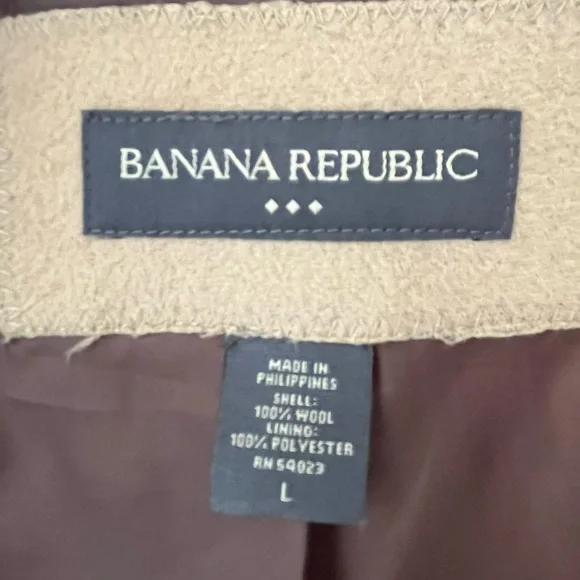 BANANA REPUBLIC
MADE IN
PHILIPPINES
SHELL:
100% WOOL
LINING:
100% POLYESTER
RN 54023
L